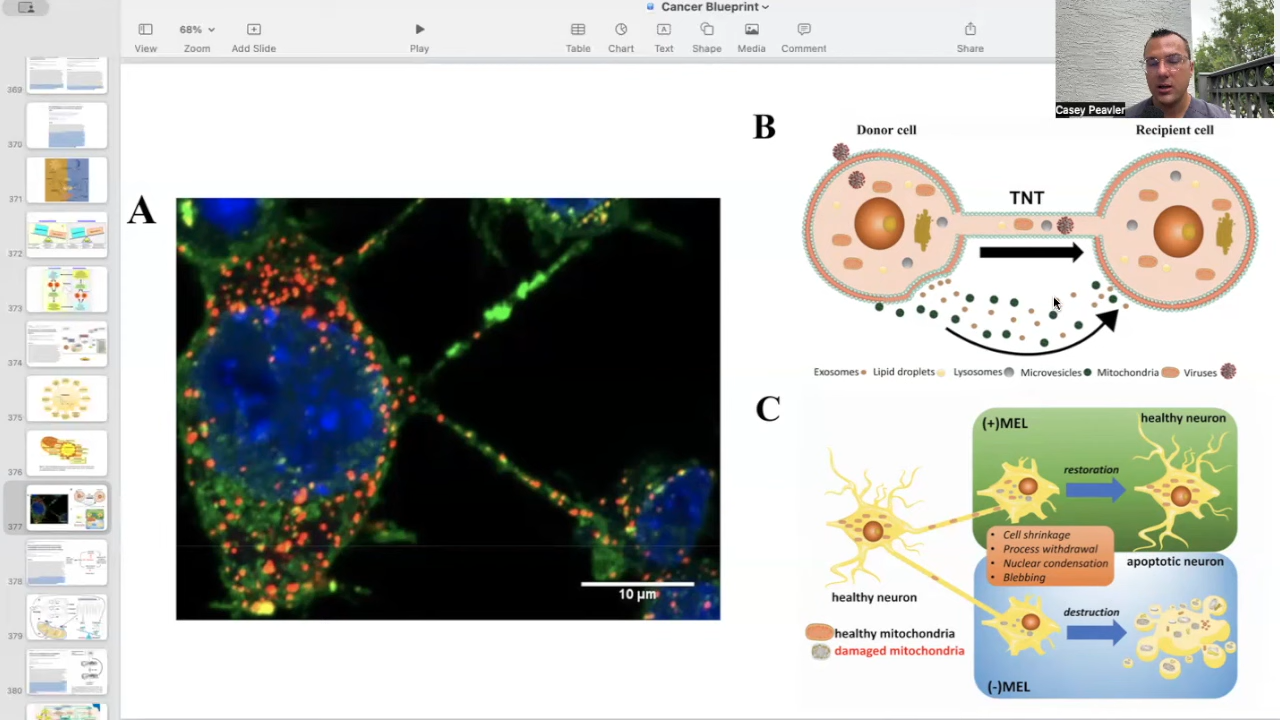 Cancer Blueprint
68%
View
Zoom
Add Slide
Play
Table
Chart
Text
Shape
Media
Comment
Share
Casey Peavler
369
370
371
372
373
374
375
376
377
378
379
380
A
10 µm
B
Donor cell
Recipient cell
TNT
Exosomes
Lipid droplets
Lysosomes
Microvesicles
Mitochondria
Viruses
C
(+)MEL
healthy neuron
restoration
• Cell shrinkage
• Process withdrawal
• Nuclear condensation
• Blebbing
apoptotic neuron
healthy neuron
destruction
healthy mitochondria
damaged mitochondria
(-)MEL